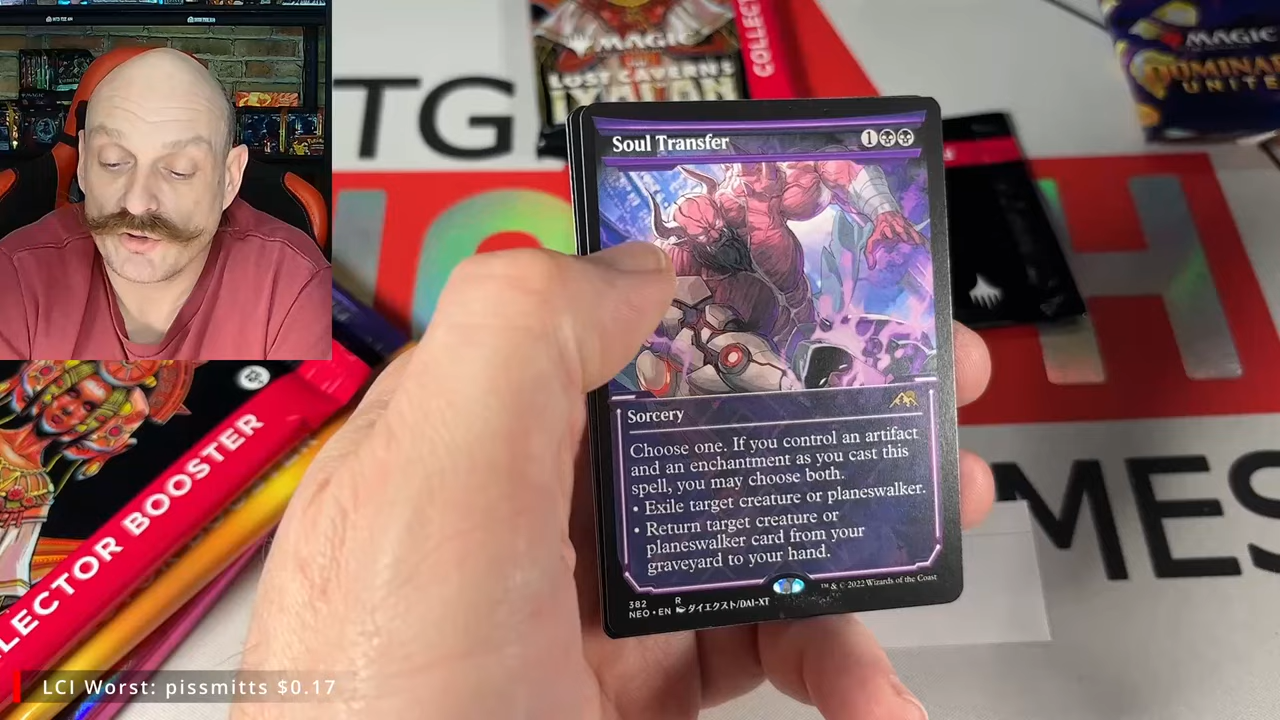 MAGIC
LOST CAVERNS
IXALAN
COLLECT
MAGIC
DOMINARIA
UNITE
TG
H
MES
Soul Transfer
1
Sorcery
Choose one. If you control an artifact
and an enchantment as you cast this
spell, you may choose both.
• Exile target creature or planeswalker.
• Return target creature or
planeswalker card from your
graveyard to your hand.
382 R
NEO • EN ダイエクスト/DAI-XT
™ & © 2022 Wizards of the Coast
LLECTOR BOOSTER
LCI Worst: pissmitts $0.17